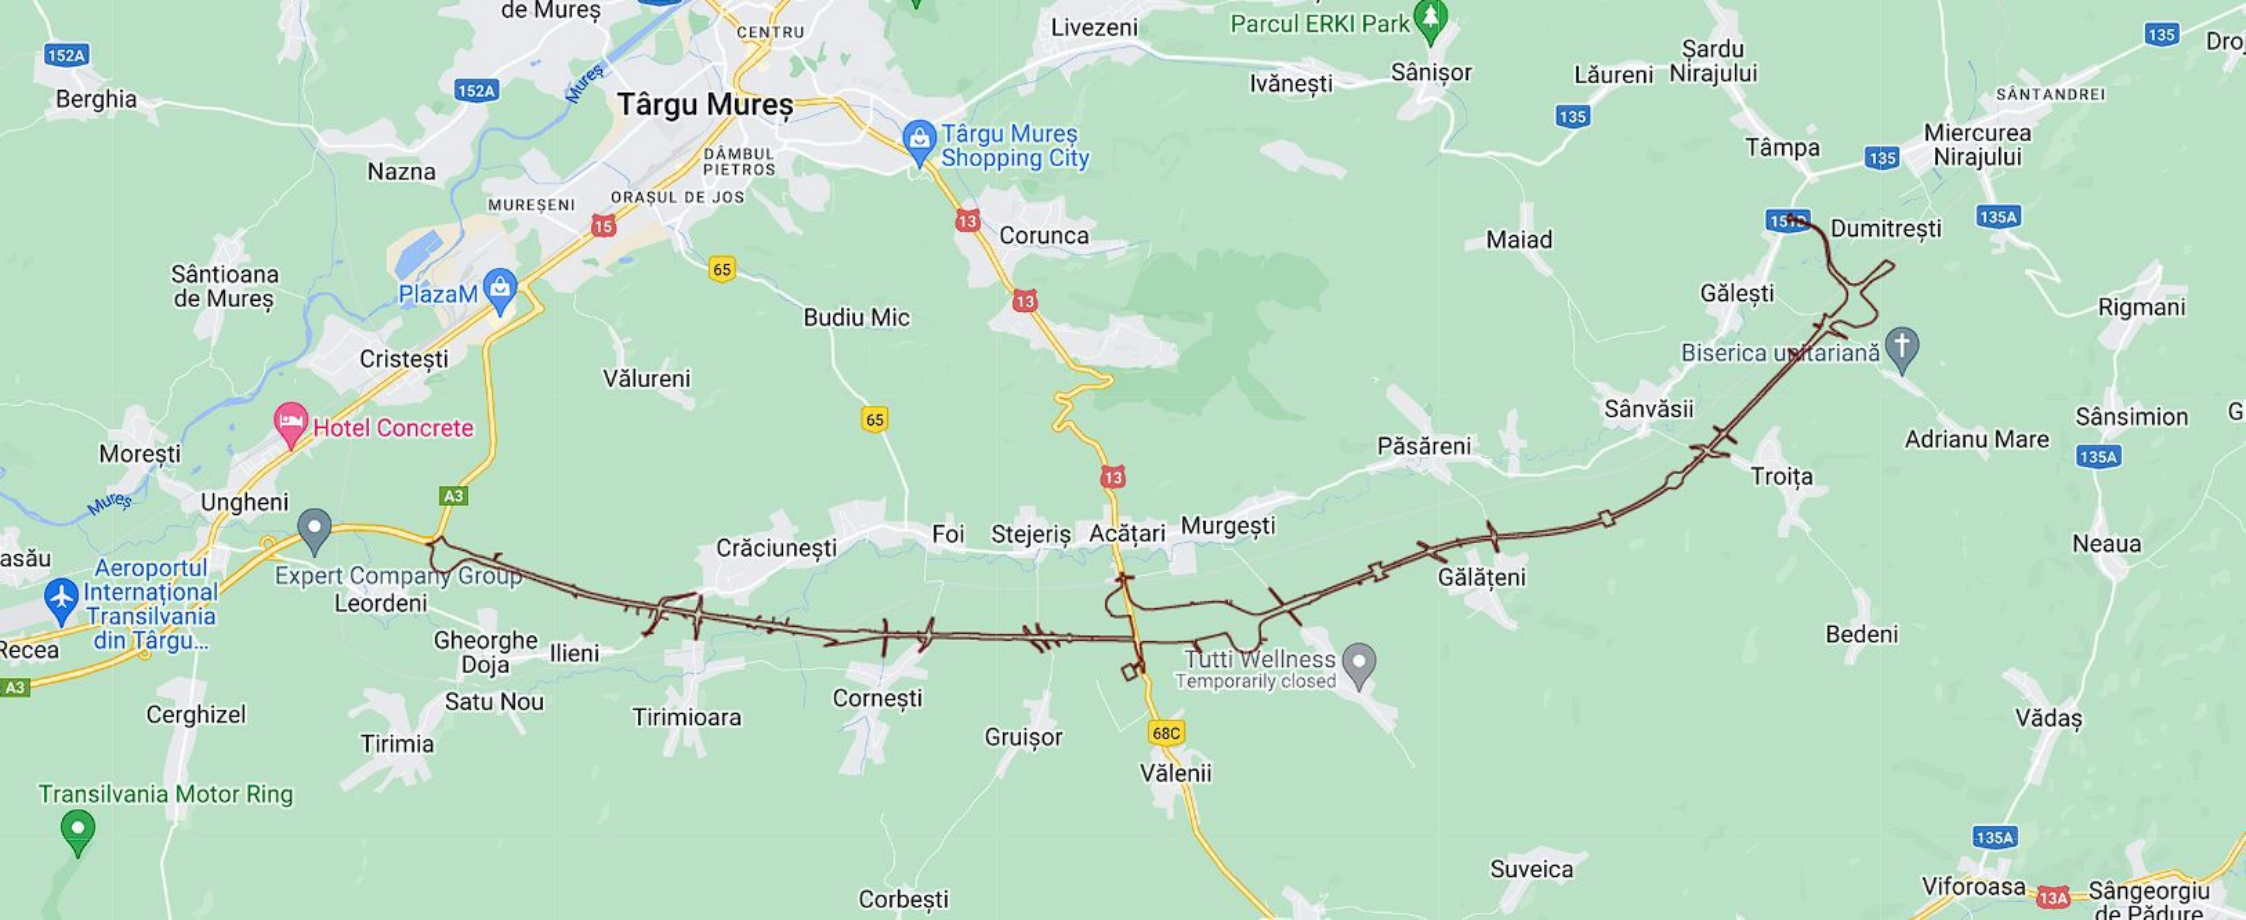 de Mureș
CENTRU
Livezeni
Parcul ERKI Park
135
152A
Șardu
Nirajului
Ivănești
Sânișor
Lăureni
152A
Mureș
Berghia
Târgu Mureș
SÂNTANDREI
135
Târgu Mureș
Shopping City
Miercurea
Nirajului
Tâmpa
135
DÂMBUL
PIETROS
Nazna
MUREȘENI
ORAȘUL DE JOS
15
13
Corunca
Maiad
Dumitrești
135A
Sântioana
de Mureș
65
PlazaM
13
Gălești
Rigmani
Budiu Mic
Cristești
Vălureni
Biserica unitariană
Hotel Concrete
65
Sânvăsii
Sânsimion
Adrianu Mare
135A
Morești
Păsăreni
13
Troița
Mureș
Ungheni
A3
Crăciunești
Foi
Stejeriș
Acățari
Murgești
Neaua
Aeroportul
Internațional
Transilvania
din Târgu...
Expert Company Group
Leordeni
Gălățeni
Recea
Gheorghe
Doja
Ilieni
Bedeni
Tutti Wellness
Temporarily closed
A3
Satu Nou
Cornești
Cerghizel
Tirimia
Tirimioara
Gruișor
68C
Vădaș
Vălenii
Transilvania Motor Ring
135A
Suveica
Corbești
Viforoasa
13A
Sângeorgiu
de Pădure